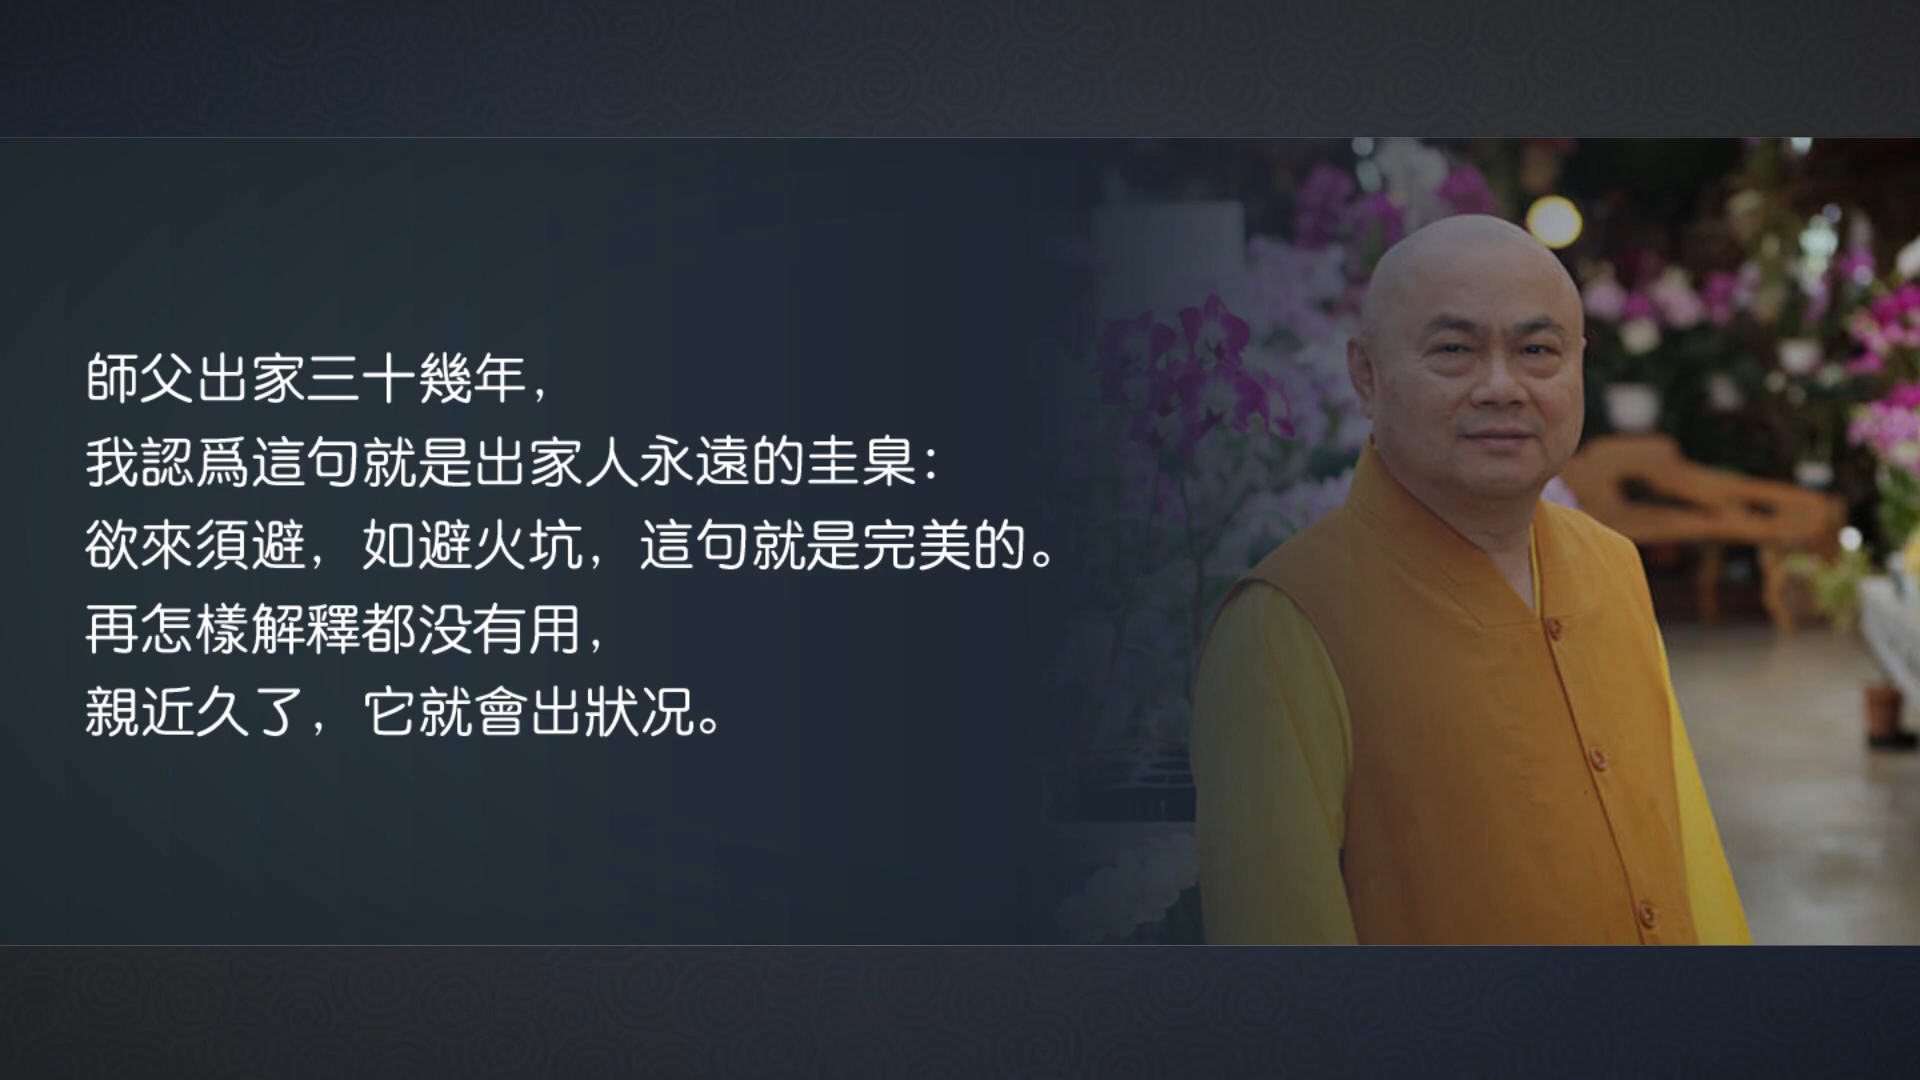 師父出家三十幾年，
我認爲這句就是出家人永遠的圭臬：
欲來須避，如避火坑，這句就是完美的。
再怎樣解釋都没有用，
親近久了，它就會出狀况。